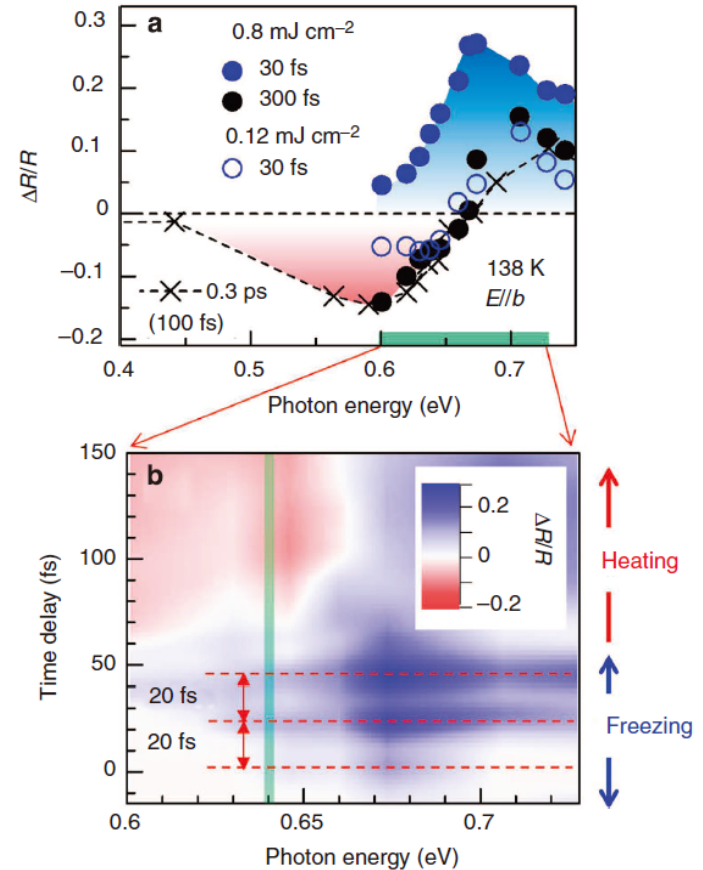 a
0.8 mJ cm−2
30 fs
300 fs
0.12 mJ cm−2
30 fs
0.3
0.2
0.1
0
−0.1
−0.2
ΔR/R
138 K
E//b
0.3 ps
(100 fs)
0.4
0.5
0.6
0.7
Photon energy (eV)
b
150
100
50
0
Time delay (fs)
0.2
0
−0.2
ΔR/R
20 fs
20 fs
Heating
Freezing
0.6
0.65
0.7
Photon energy (eV)